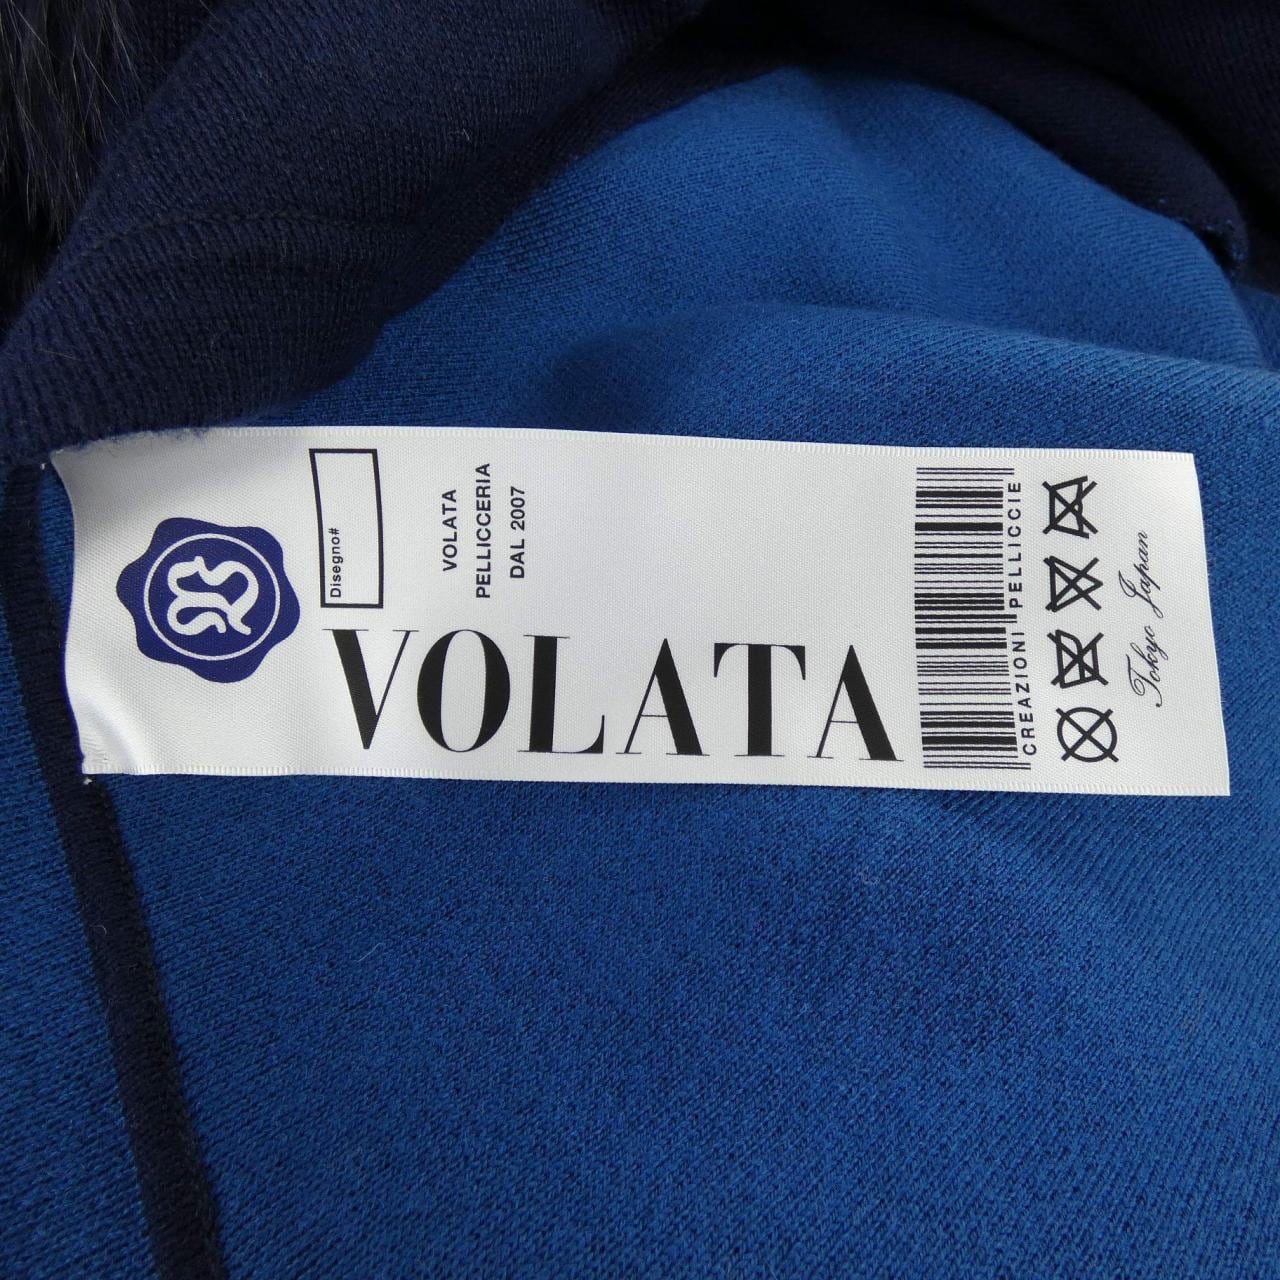 Disegno#
VOLATA
PELLICCERIA
DAL 2007
VOLATA
CREAZIONI PELLICCIE
Tokyo Japan